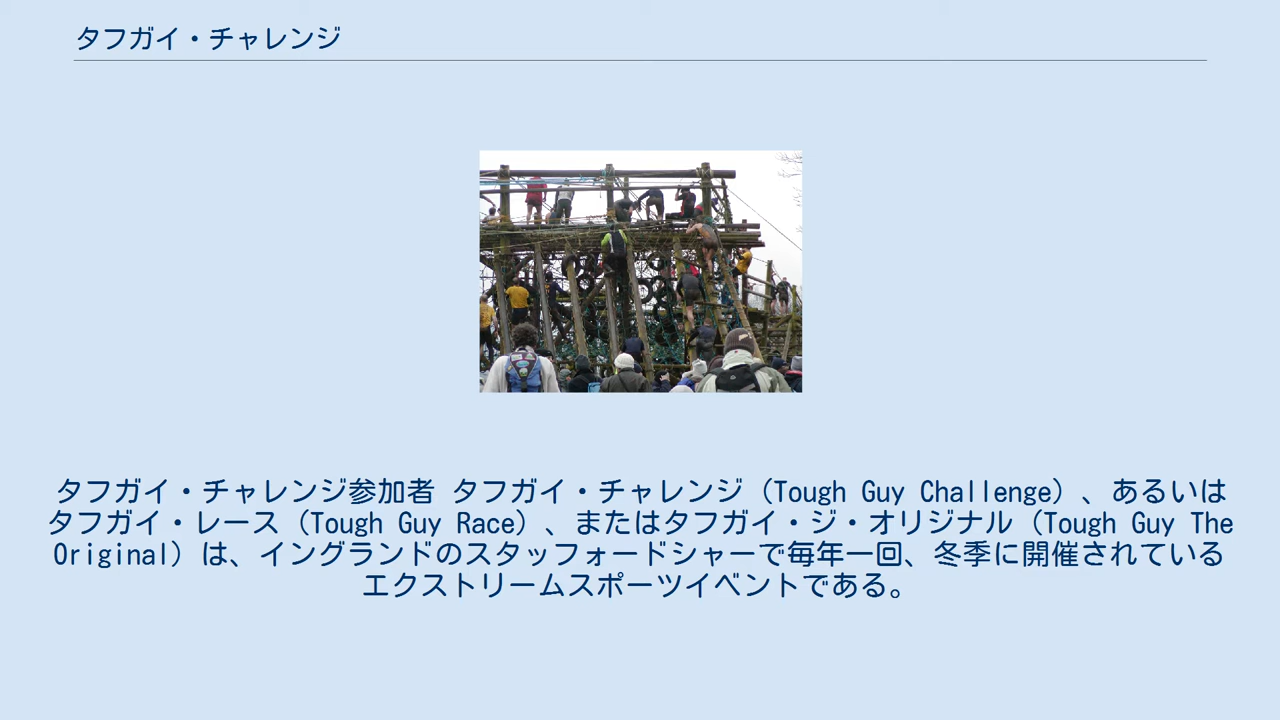 タフガイ・チャレンジ
タフガイ・チャレンジ参加者 タフガイ・チャレンジ（Tough Guy Challenge）、あるいは
タフガイ・レース（Tough Guy Race）、またはタフガイ・ジ・オリジナル（Tough Guy The
Original）は、イングランドのスタッフォードシャーで毎年一回、冬季に開催されている
エクストリームスポーツイベントである。